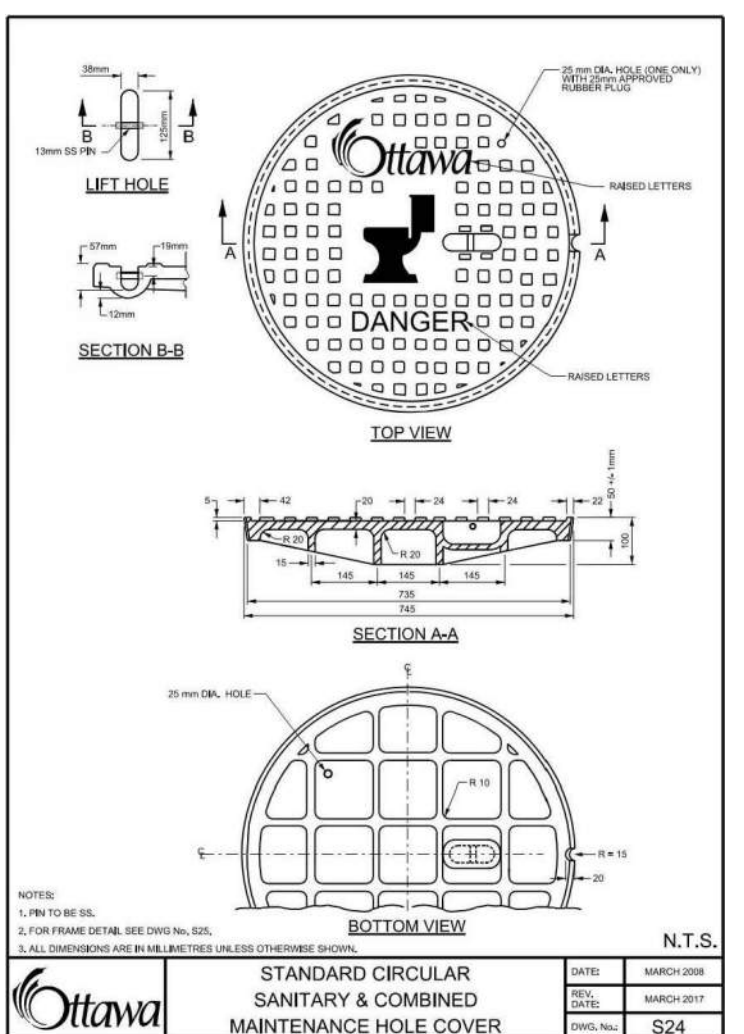 38mm
B
B
125mm
13mm SS PIN
LIFT HOLE
57mm
19mm
12mm
SECTION B-B
25 mm DIA. HOLE (ONE ONLY)
WITH 25mm APPROVED
RUBBER PLUG
Ottawa
RAISED LETTERS
A
A
DANGER
RAISED LETTERS
TOP VIEW
5
42
20
24
24
22
50 +/- 1mm
100
R 20
R 20
15
145
145
145
735
745
SECTION A-A
℄
25 mm DIA. HOLE
R 10
℄
R = 15
20
BOTTOM VIEW
NOTES:
1. PIN TO BE SS.
2. FOR FRAME DETAIL SEE DWG No. S25.
3. ALL DIMENSIONS ARE IN MILLIMETRES UNLESS OTHERWISE SHOWN.
N.T.S.
Ottawa
STANDARD CIRCULAR
SANITARY & COMBINED
MAINTENANCE HOLE COVER
DATE: MARCH 2008
REV.
DATE: MARCH 2017
DWG. No.: S24